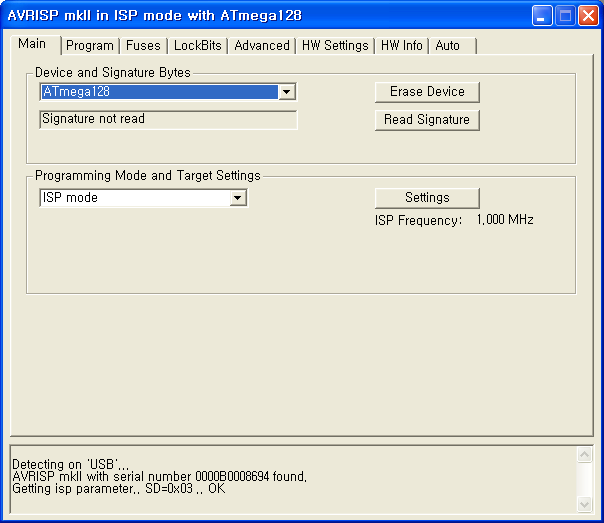 AVRISP mkII in ISP mode with ATmega128
Main Program Fuses LockBits Advanced HW Settings HW Info Auto
Device and Signature Bytes
ATmega128 Erase Device
Signature not read Read Signature
Programming Mode and Target Settings
ISP mode Settings
ISP Frequency: 1,000 MHz
Detecting on 'USB'...
AVRISP mkII with serial number 0000B0008694 found.
Getting isp parameter.. SD=0x03 .. OK